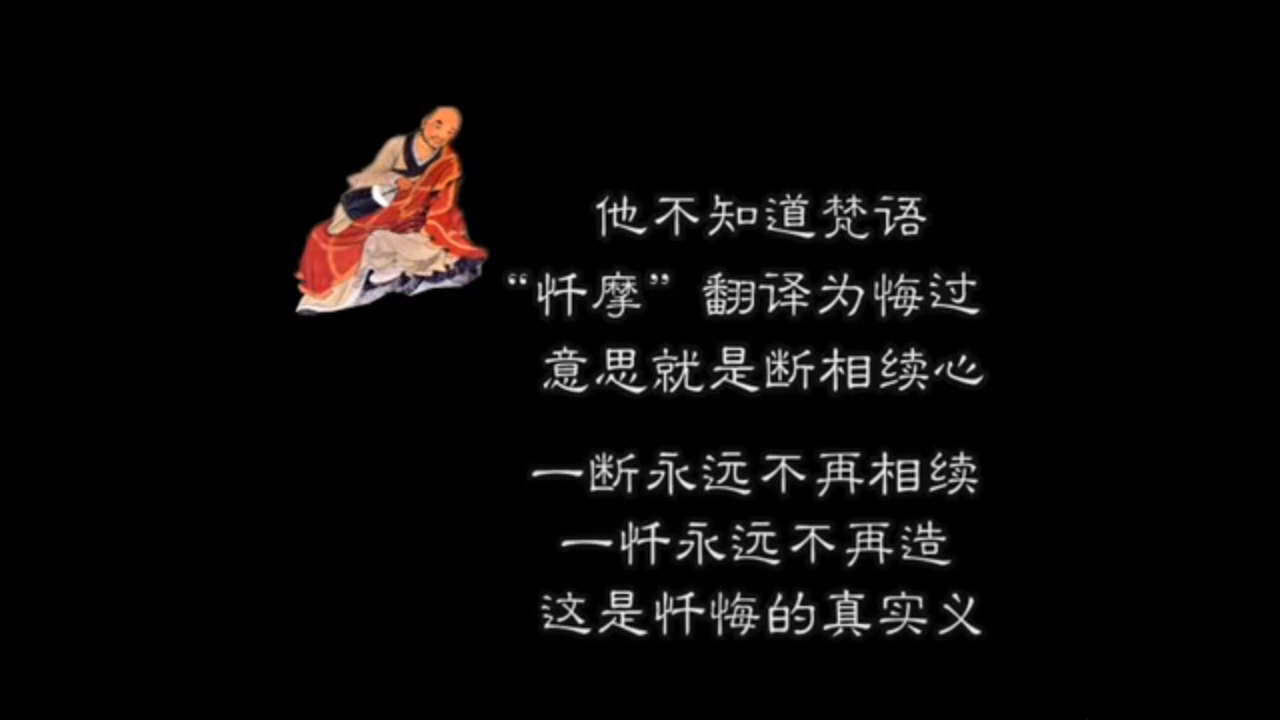 他不知道梵语
“忏摩”翻译为悔过
意思就是断相续心
一断永远不再相续
一忏永远不再造
这是忏悔的真实义